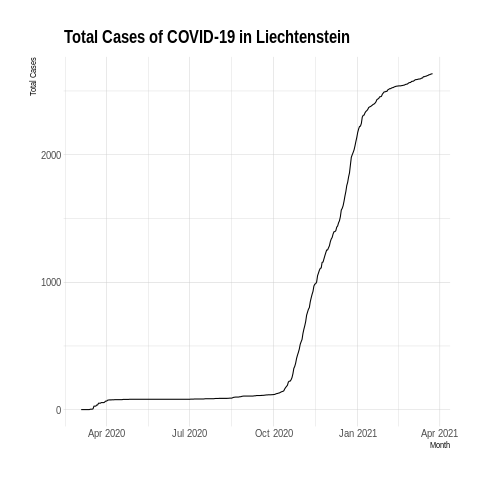 Total Cases of COVID-19 in Liechtenstein
Total Cases
2000
1000
0
Apr 2020 Jul 2020 Oct 2020 Jan 2021 Apr 2021
Month